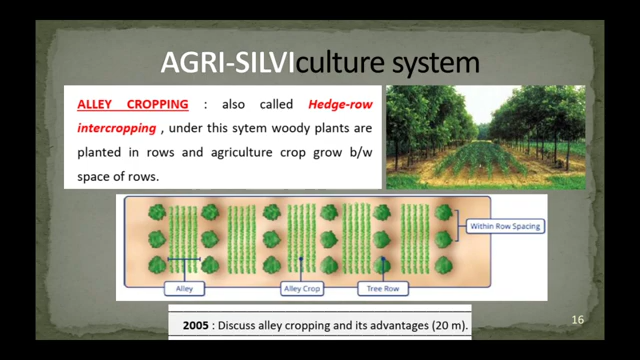 AGRI-SILVIculture system
ALLEY CROPPING : also called Hedge-row
intercropping , under this sytem woody plants are
planted in rows and agriculture crop grow b/w
space of rows.
Within Row Spacing
Alley
Alley Crop
Tree Row
2005 : Discuss alley cropping and its advantages (20 m).
16